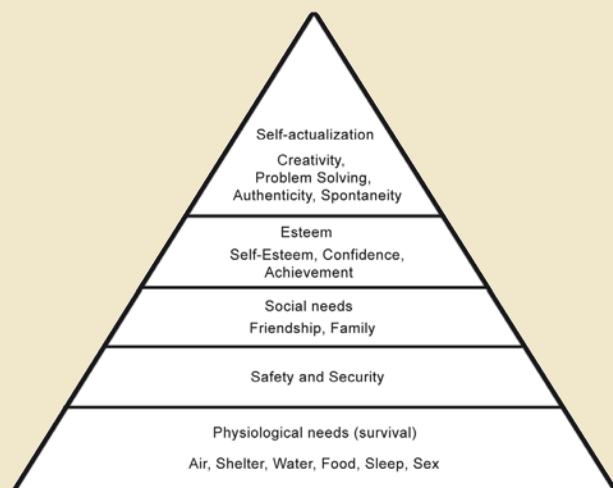 Self-actualization
Creativity,
Problem Solving,
Authenticity, Spontaneity
Esteem
Self-Esteem, Confidence,
Achievement
Social needs
Friendship, Family
Safety and Security
Physiological needs (survival)
Air, Shelter, Water, Food, Sleep, Sex